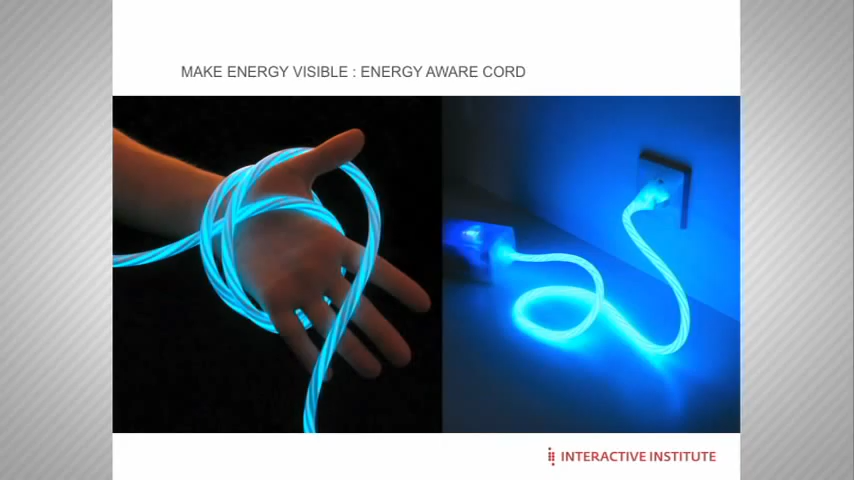 MAKE ENERGY VISIBLE : ENERGY AWARE CORD
INTERACTIVE INSTITUTE